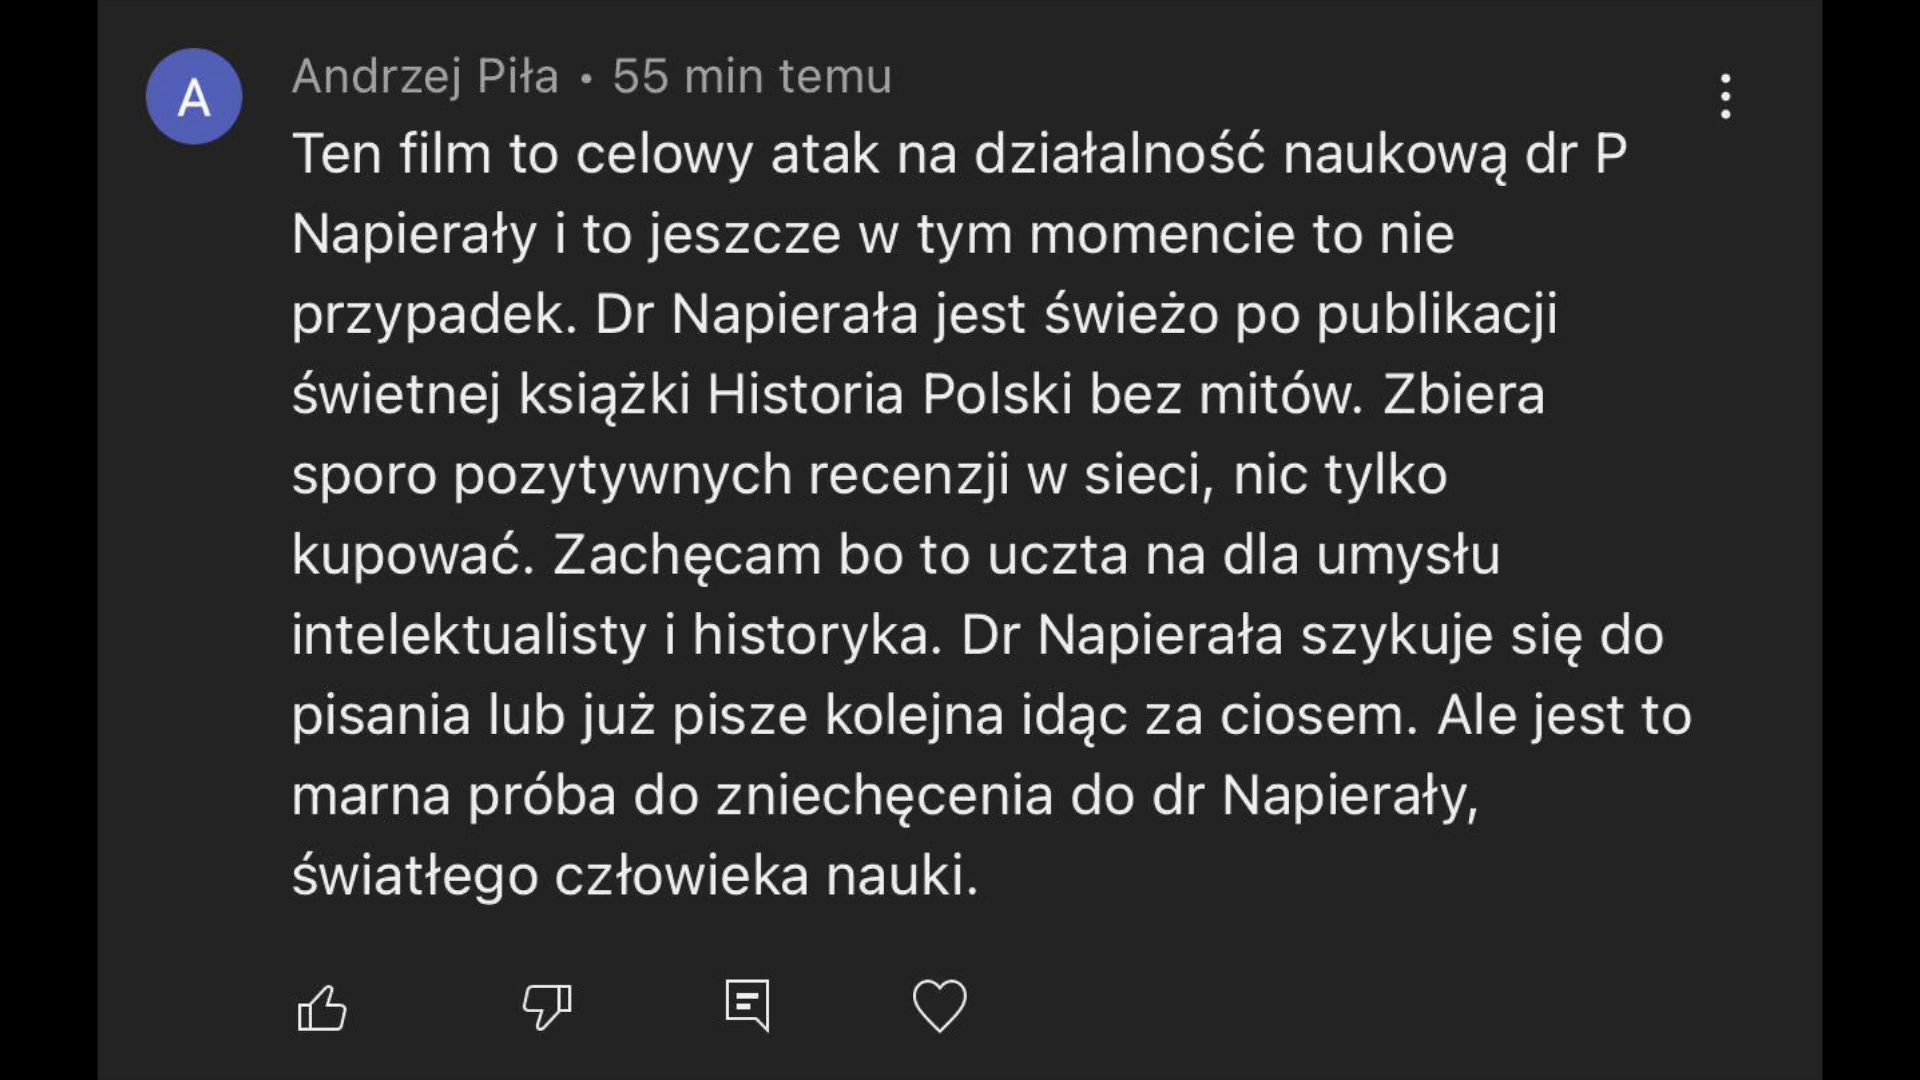 Andrzej Piła • 55 min temu
A
Ten film to celowy atak na działalność naukową dr P
Napierały i to jeszcze w tym momencie to nie
przypadek. Dr Napierała jest świeżo po publikacji
świetnej książki Historia Polski bez mitów. Zbiera
sporo pozytywnych recenzji w sieci, nic tylko
kupować. Zachęcam bo to uczta na dla umysłu
intelektualisty i historyka. Dr Napierała szykuje się do
pisania lub już pisze kolejna idąc za ciosem. Ale jest to
marna próba do zniechęcenia do dr Napierały,
światłego człowieka nauki.